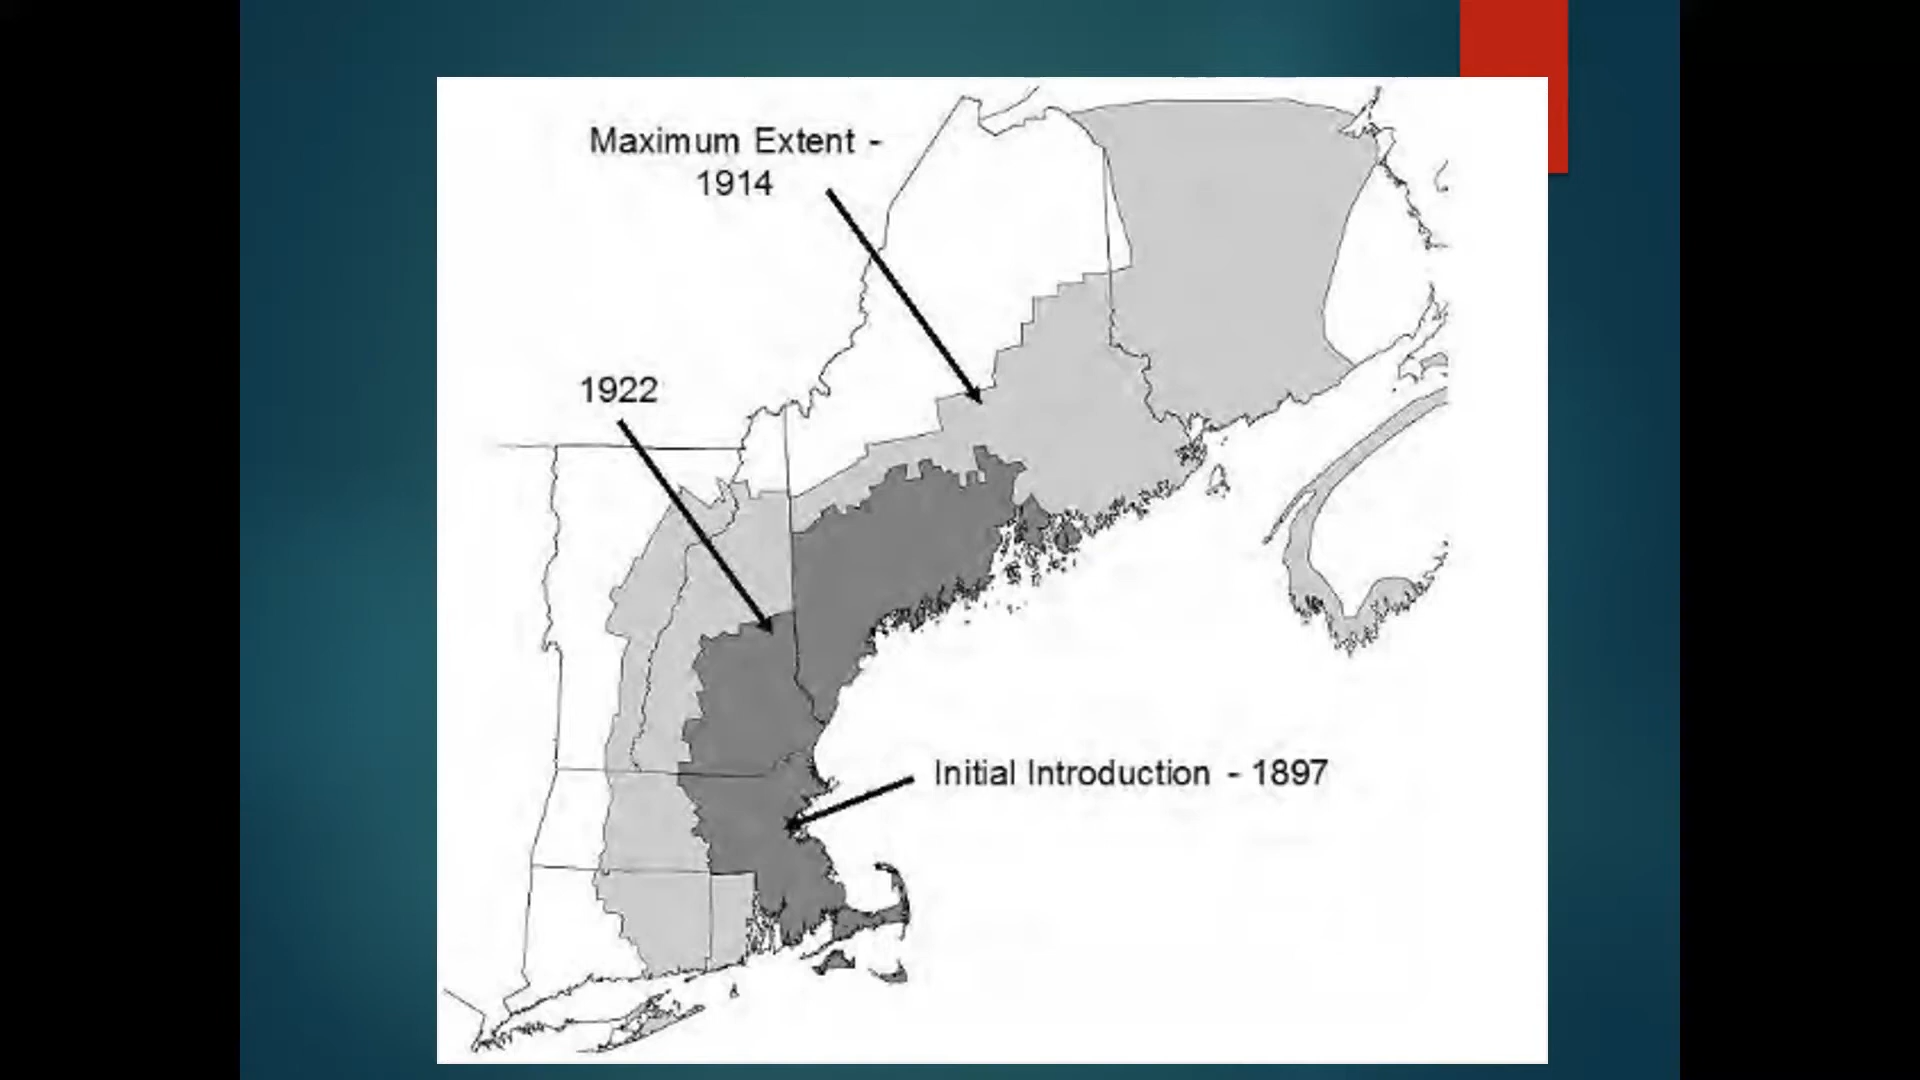 Maximum Extent -
1914
1922
Initial Introduction - 1897